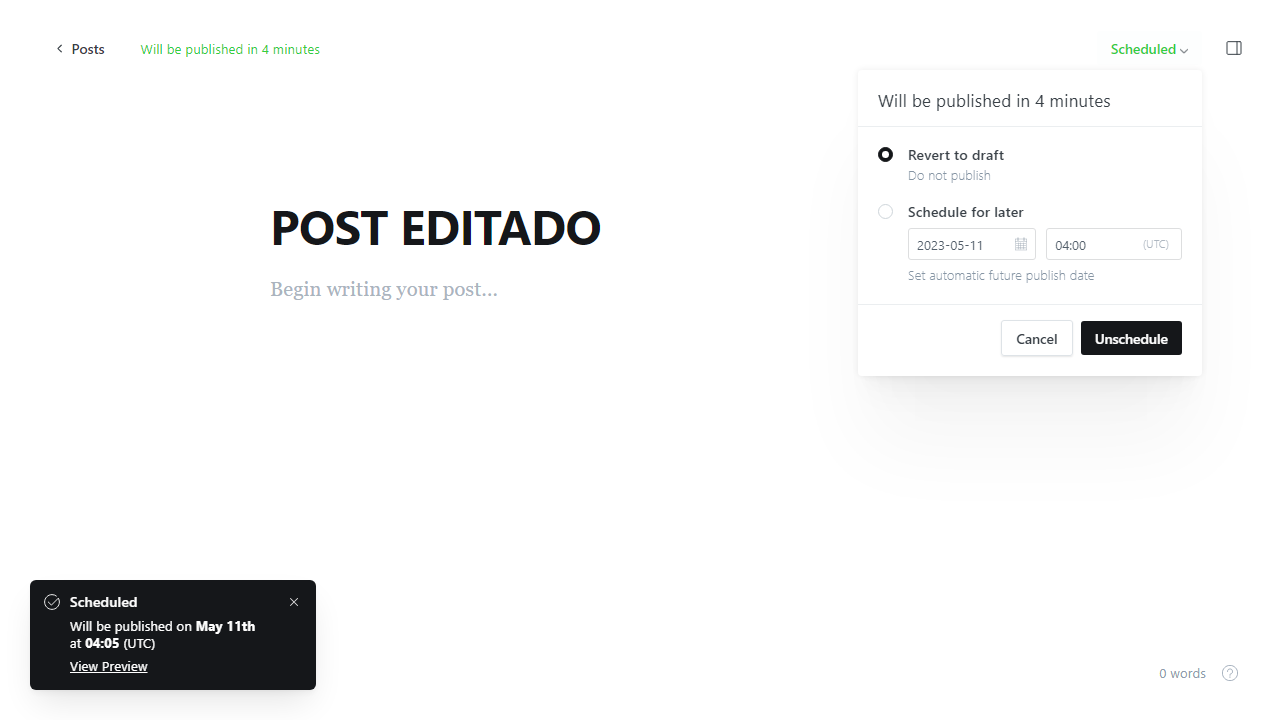 Posts
Will be published in 4 minutes
Scheduled
Will be published in 4 minutes
Revert to draft
Do not publish
Schedule for later
2023-05-11
04:00
(UTC)
Set automatic future publish date
Cancel
Unschedule
POST EDITADO
Begin writing your post...
Scheduled
Will be published on May 11th
at 04:05 (UTC)
View Preview
0 words
?